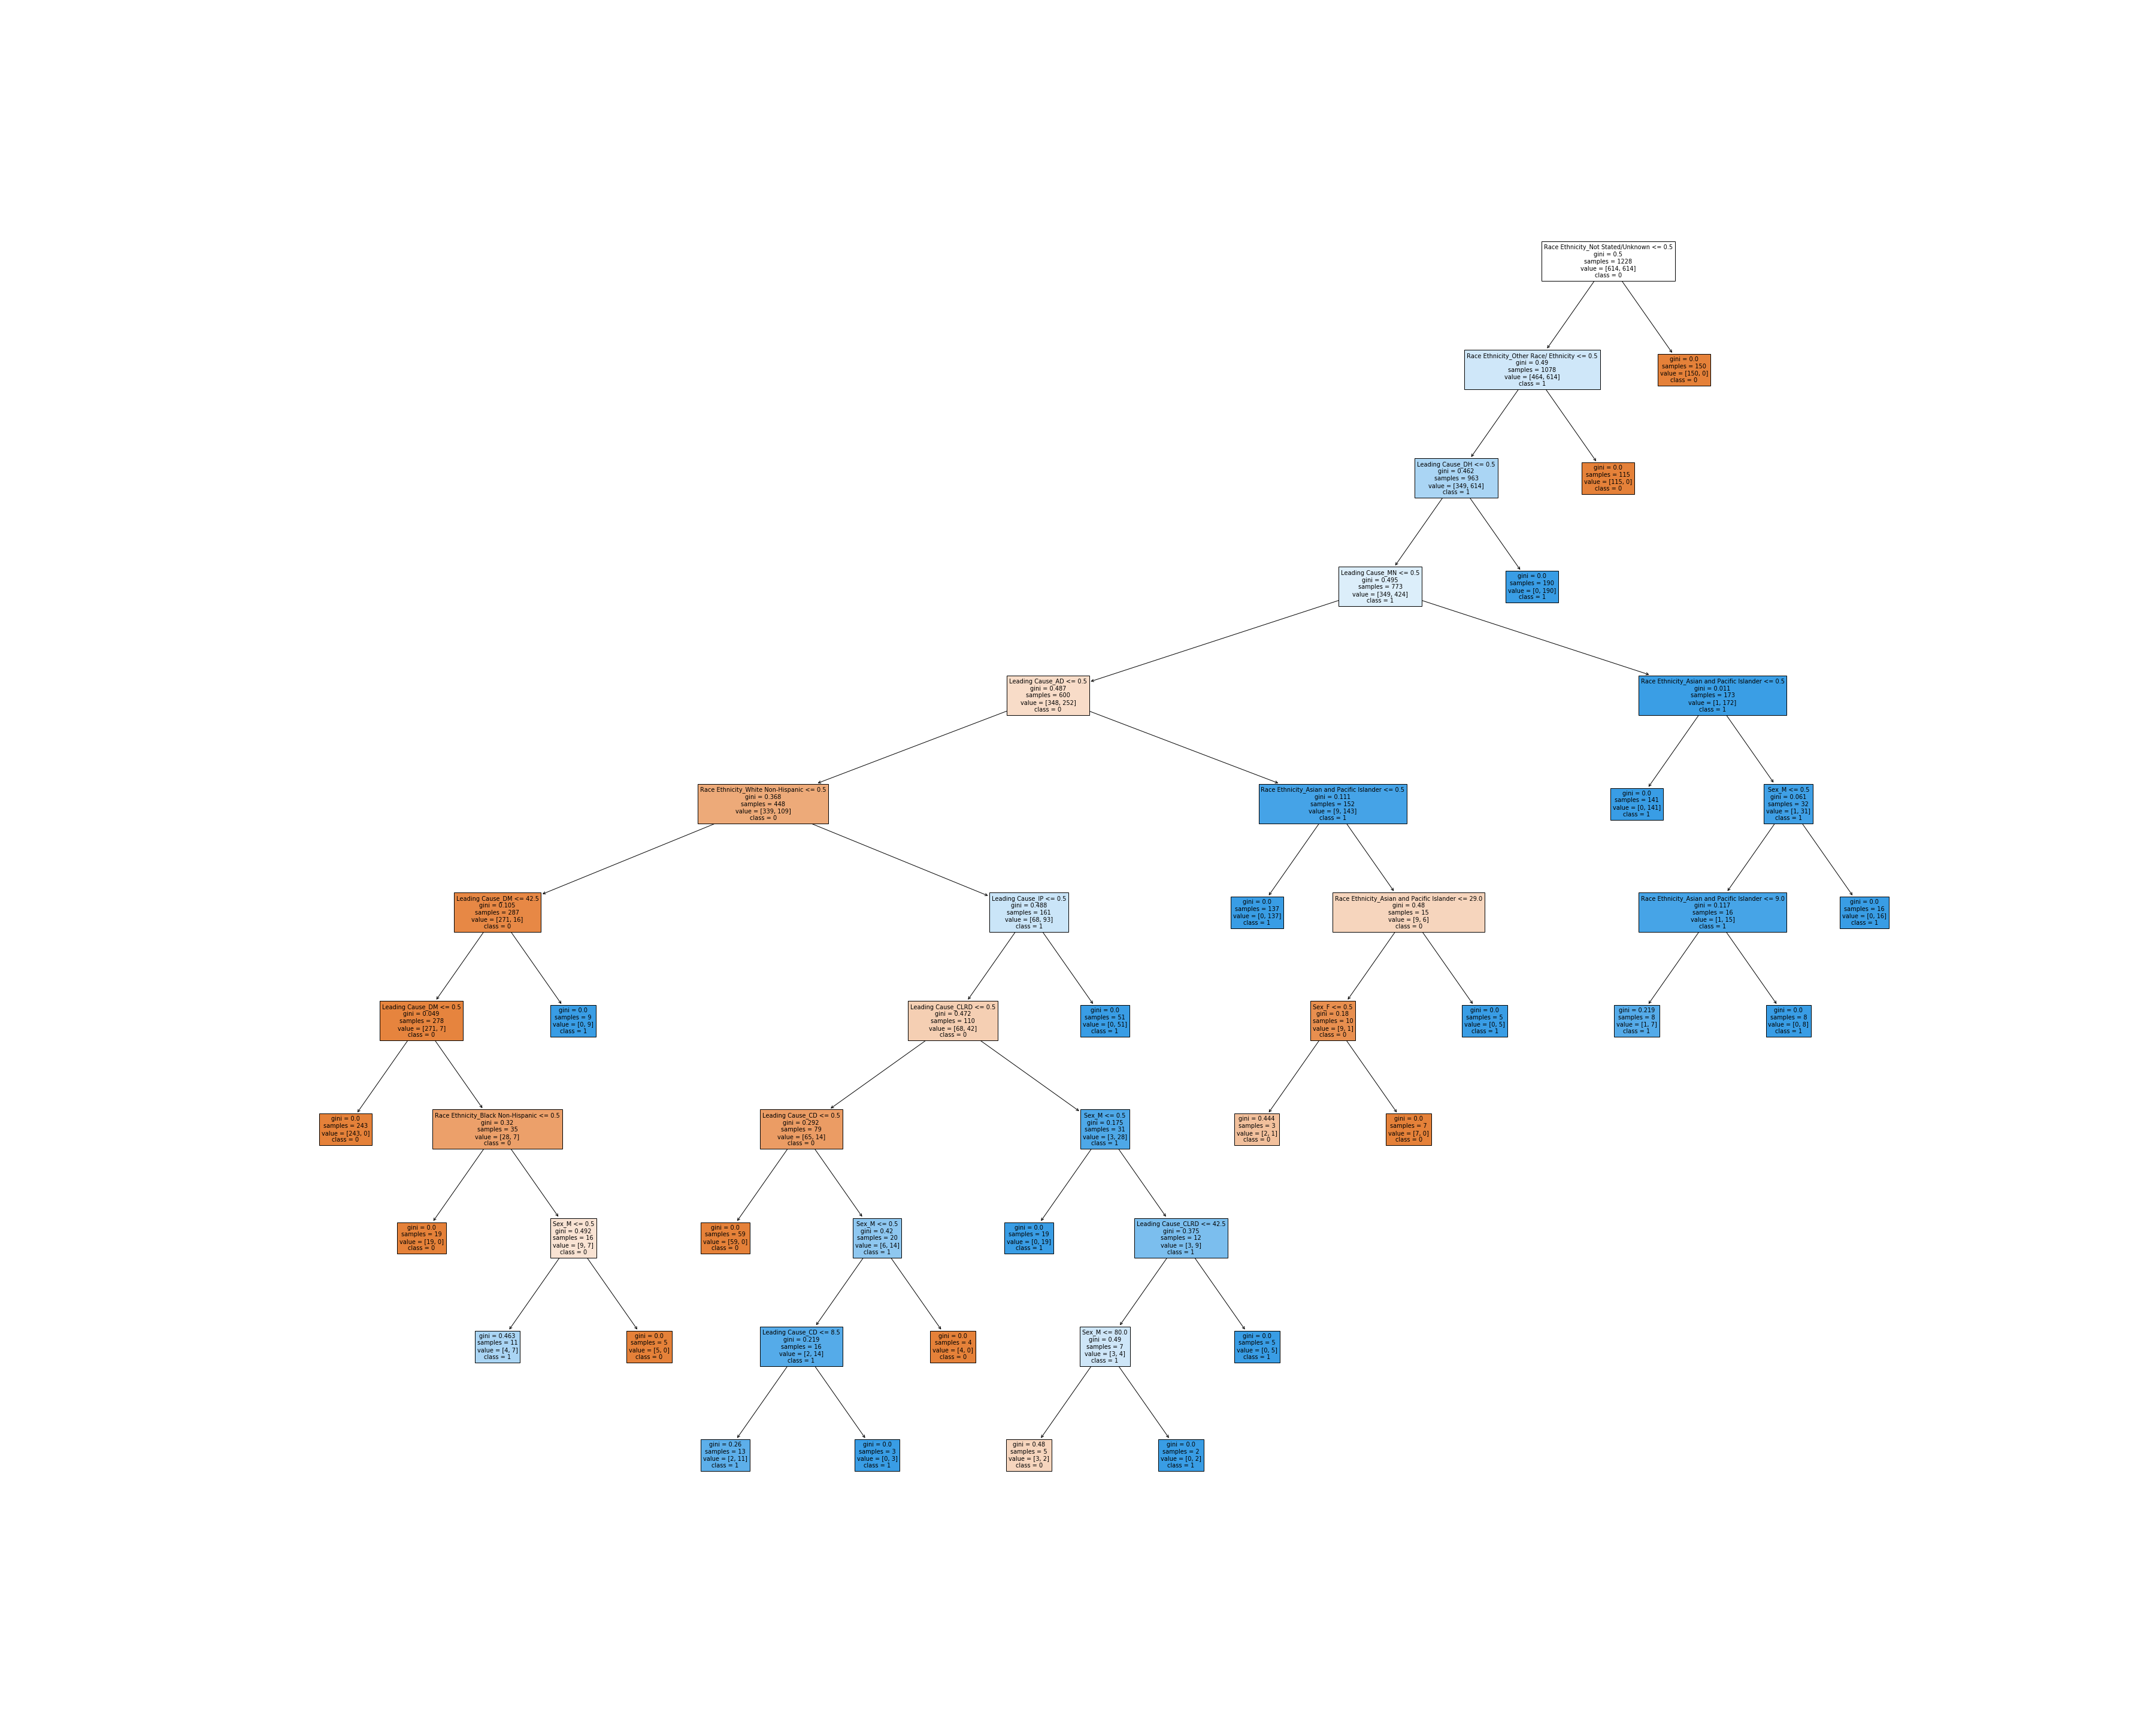 Race Ethnicity_Not Stated/Unknown <= 0.5
gini = 0.5
samples = 1228
value = [614, 614]
class = 0
Race Ethnicity_Other Race/ Ethnicity <= 0.5
gini = 0.49
samples = 1078
value = [464, 614]
class = 1
gini = 0.0
samples = 150
value = [150, 0]
class = 0
Leading Cause_DH <= 0.5
gini = 0.462
samples = 963
value = [349, 614]
class = 1
gini = 0.0
samples = 115
value = [115, 0]
class = 0
Leading Cause_MN <= 0.5
gini = 0.495
samples = 773
value = [349, 424]
class = 1
gini = 0.0
samples = 190
value = [0, 190]
class = 1
Leading Cause_AD <= 0.5
gini = 0.487
samples = 600
value = [348, 252]
class = 0
Race Ethnicity_Asian and Pacific Islander <= 0.5
gini = 0.011
samples = 173
value = [1, 172]
class = 1
Race Ethnicity_White Non-Hispanic <= 0.5
gini = 0.368
samples = 448
value = [339, 109]
class = 0
Race Ethnicity_Asian and Pacific Islander <= 0.5
gini = 0.111
samples = 152
value = [9, 143]
class = 1
gini = 0.0
samples = 141
value = [0, 141]
class = 1
Sex_M <= 0.5
gini = 0.061
samples = 32
value = [1, 31]
class = 1
Leading Cause_DM <= 42.5
gini = 0.105
samples = 287
value = [271, 16]
class = 0
Leading Cause_IP <= 0.5
gini = 0.488
samples = 161
value = [68, 93]
class = 1
gini = 0.0
samples = 137
value = [0, 137]
class = 1
Race Ethnicity_Asian and Pacific Islander <= 29.0
gini = 0.48
samples = 15
value = [9, 6]
class = 0
Race Ethnicity_Asian and Pacific Islander <= 9.0
gini = 0.117
samples = 16
value = [1, 15]
class = 1
gini = 0.0
samples = 16
value = [0, 16]
class = 1
Leading Cause_DM <= 0.5
gini = 0.049
samples = 278
value = [271, 7]
class = 0
gini = 0.0
samples = 9
value = [0, 9]
class = 1
Leading Cause_CLRD <= 0.5
gini = 0.472
samples = 110
value = [68, 42]
class = 0
gini = 0.0
samples = 51
value = [0, 51]
class = 1
Sex_F <= 0.5
gini = 0.18
samples = 10
value = [9, 1]
class = 0
gini = 0.0
samples = 5
value = [0, 5]
class = 1
gini = 0.219
samples = 8
value = [1, 7]
class = 1
gini = 0.0
samples = 8
value = [0, 8]
class = 1
gini = 0.0
samples = 243
value = [243, 0]
class = 0
Race Ethnicity_Black Non-Hispanic <= 0.5
gini = 0.32
samples = 35
value = [28, 7]
class = 0
Leading Cause_CD <= 0.5
gini = 0.292
samples = 79
value = [65, 14]
class = 0
Sex_M <= 0.5
gini = 0.175
samples = 31
value = [3, 28]
class = 1
gini = 0.444
samples = 3
value = [2, 1]
class = 0
gini = 0.0
samples = 7
value = [7, 0]
class = 0
gini = 0.0
samples = 19
value = [19, 0]
class = 0
Sex_M <= 0.5
gini = 0.492
samples = 16
value = [9, 7]
class = 0
gini = 0.0
samples = 59
value = [59, 0]
class = 0
Sex_M <= 0.5
gini = 0.42
samples = 20
value = [6, 14]
class = 1
gini = 0.0
samples = 19
value = [0, 19]
class = 1
Leading Cause_CLRD <= 42.5
gini = 0.375
samples = 12
value = [3, 9]
class = 1
gini = 0.463
samples = 11
value = [4, 7]
class = 1
gini = 0.0
samples = 5
value = [5, 0]
class = 0
Leading Cause_CD <= 8.5
gini = 0.219
samples = 16
value = [2, 14]
class = 1
gini = 0.0
samples = 4
value = [4, 0]
class = 0
Sex_M <= 80.0
gini = 0.49
samples = 7
value = [3, 4]
class = 1
gini = 0.0
samples = 5
value = [0, 5]
class = 1
gini = 0.26
samples = 13
value = [2, 11]
class = 1
gini = 0.0
samples = 3
value = [0, 3]
class = 1
gini = 0.48
samples = 5
value = [3, 2]
class = 0
gini = 0.0
samples = 2
value = [0, 2]
class = 1